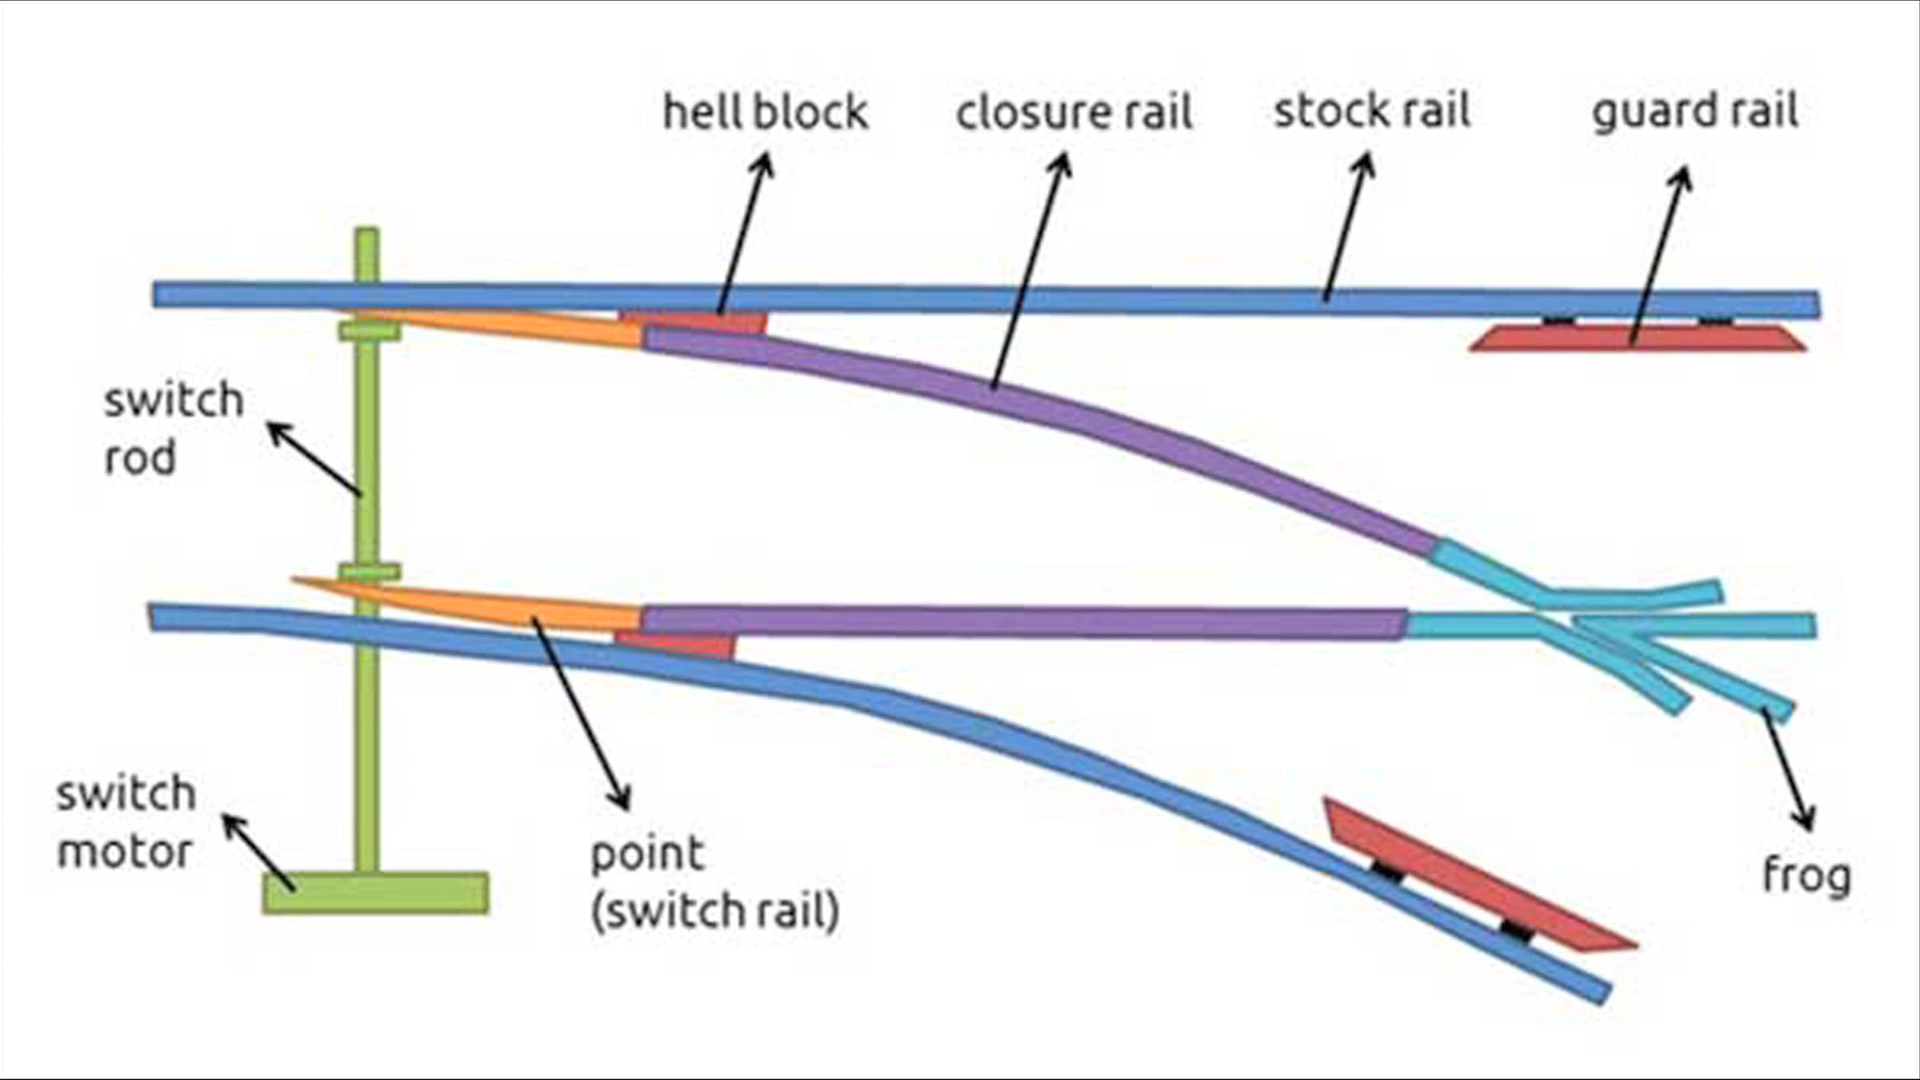 hell block
closure rail
stock rail
guard rail
switch
rod
switch
motor
point
(switch rail)
frog